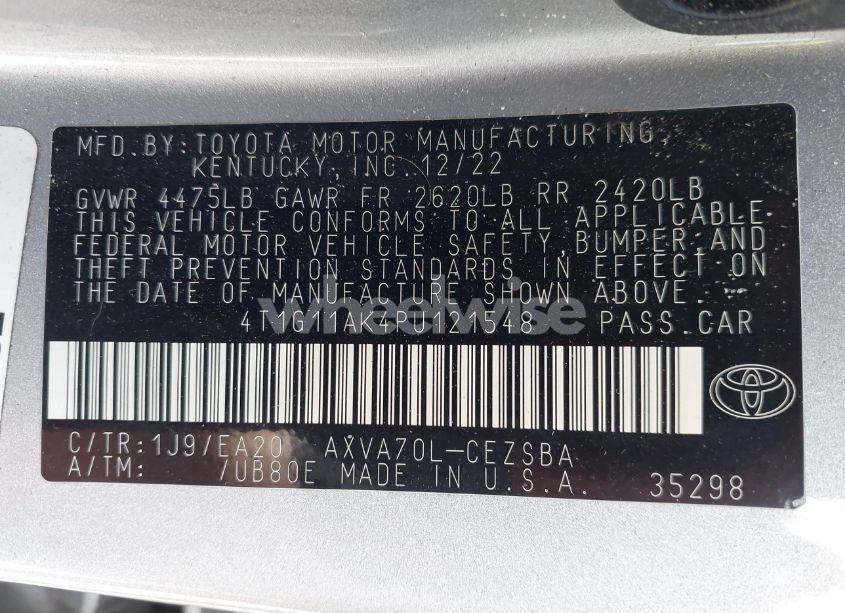 MFD. BY: TOYOTA MOTOR MANUFACTURING,
KENTUCKY, INC. 12/22
GVWR 4475LB GAWR FR 2620LB RR 2420LB
THIS VEHICLE CONFORMS TO ALL APPLICABLE
FEDERAL MOTOR VEHICLE SAFETY, BUMPER, AND
THEFT PREVENTION STANDARDS IN EFFECT ON
THE DATE OF MANUFACTURE SHOWN ABOVE.
wheelwise
PASS. CAR
C/TR: 1J9/EA20 AXVA70L-CEZSBA
A/TM: /UB80E MADE IN U.S.A. 35298